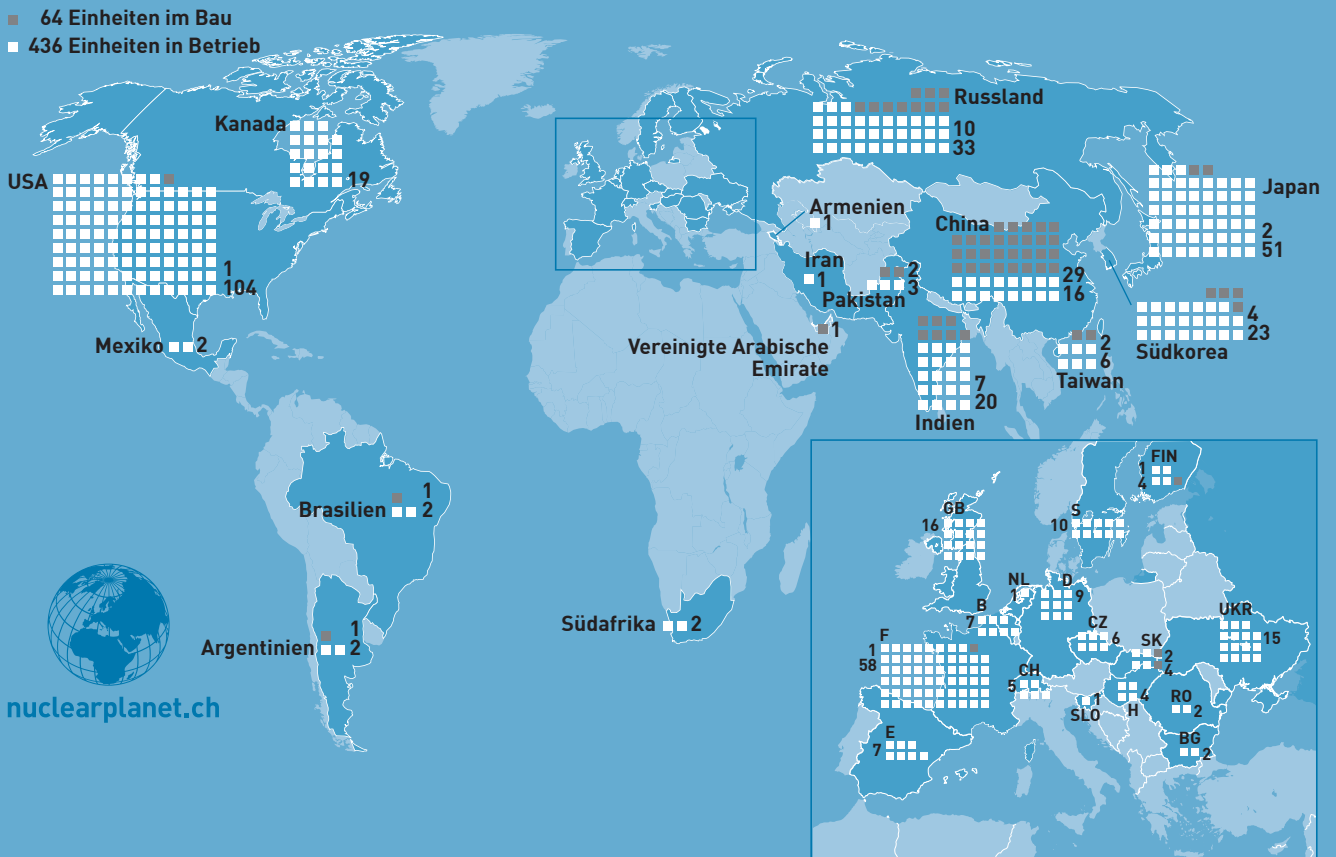 64 Einheiten im Bau
436 Einheiten in Betrieb
Kanada
19
USA
1
104
Mexiko 2
Brasilien
1
2
Argentinien
1
2
Südafrika 2
Russland
10
33
Armenien
1
Iran
1
Pakistan
2
3
Vereinigte Arabische
Emirate
1
China
29
16
Indien
7
20
Japan
2
51
Südkorea
4
23
Taiwan
2
6
nuclearplanet.ch
FIN
1
4
S
10
GB
16
NL
1
D
9
B
7
CZ
6
UKR
15
SK
2
4
F
1
58
CH
5
SLO
1
H
4
RO
2
BG
2
E
7